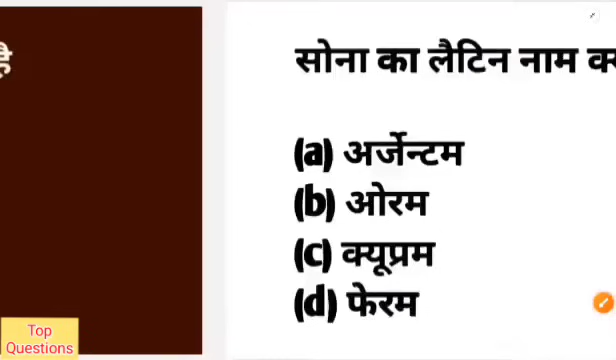 है
सोना का लैटिन नाम
(a) अर्जेन्टम
(b) ओरम
(c) क्यूप्रम
(d) फेरम
Top
Questions